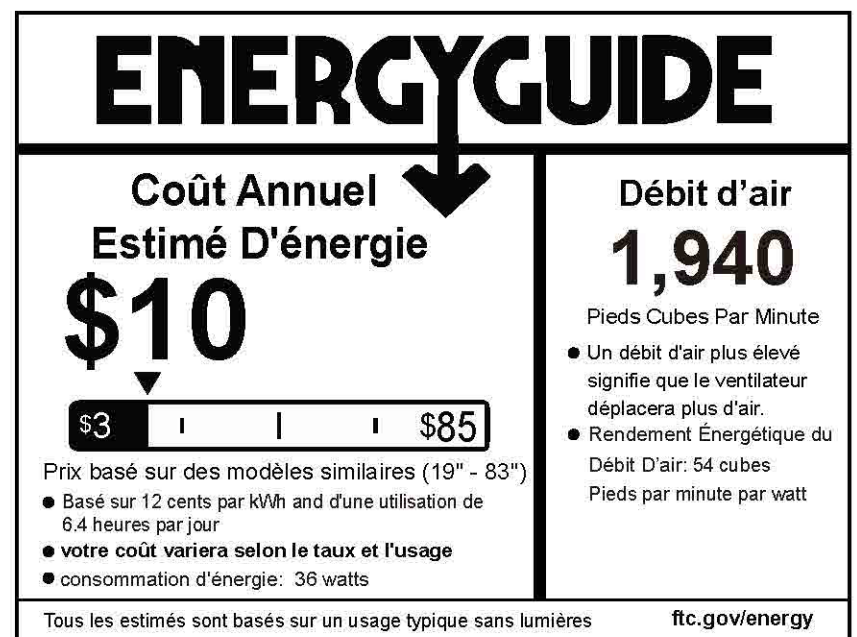 ENERGYGUIDE
Coût Annuel
Estimé D'énergie
$10
$3
$85
Prix basé sur des modèles similaires (19" - 83")
● Basé sur 12 cents par kWh and d'une utilisation de
6.4 heures par jour
● votre coût variera selon le taux et l'usage
● consommation d'énergie: 36 watts
Débit d'air
1,940
Pieds Cubes Par Minute
● Un débit d'air plus élevé
signifie que le ventilateur
déplacera plus d'air.
● Rendement Énergétique du
Débit D'air: 54 cubes
Pieds par minute par watt
Tous les estimés sont basés sur un usage typique sans lumières
ftc.gov/energy